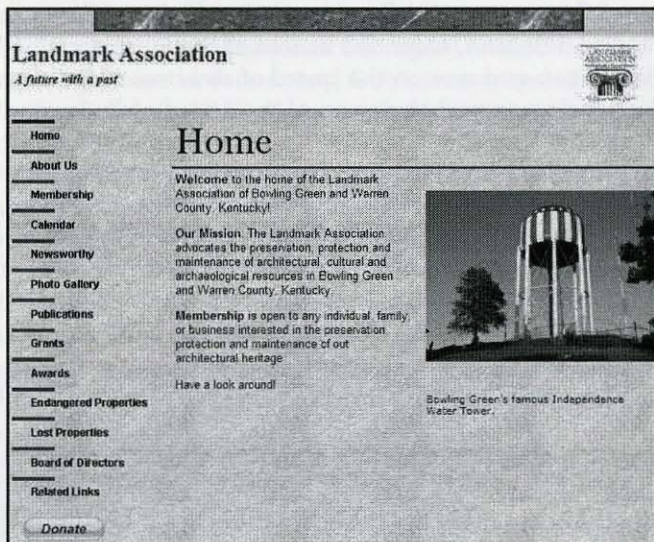 Landmark Association
A future with a past
LANDMARK
ASSOCIATION
Home
About Us
Membership
Calendar
Newsworthy
Photo Gallery
Publications
Grants
Awards
Endangered Properties
Lost Properties
Board of Directors
Related Links
Donate
Home
Welcome to the home of the Landmark
Association of Bowling Green and Warren
County, Kentucky!
Our Mission: The Landmark Association
advocates the preservation, protection and
maintenance of architectural, cultural and
archaeological resources in Bowling Green
and Warren County, Kentucky.
Membership is open to any individual, family,
or business interested in the preservation
protection and maintenance of out
architectural heritage
Have a look around!
Bowling Green's famous Independence
Water Tower.